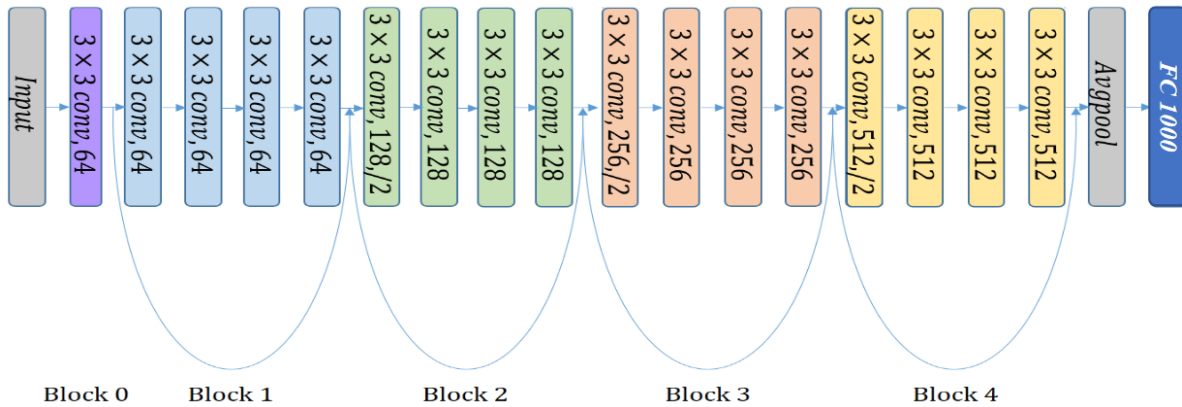 Input
3 × 3 conv, 64
3 × 3 conv, 64
3 × 3 conv, 64
3 × 3 conv, 64
3 × 3 conv, 64
3 × 3 conv, 128,/2
3 × 3 conv, 128
3 × 3 conv, 128
3 × 3 conv, 128
3 × 3 conv, 256,/2
3 × 3 conv, 256
3 × 3 conv, 256
3 × 3 conv, 256
3 × 3 conv, 512,/2
3 × 3 conv, 512
3 × 3 conv, 512
3 × 3 conv, 512
Avgpool
FC 1000
Block 0
Block 1
Block 2
Block 3
Block 4